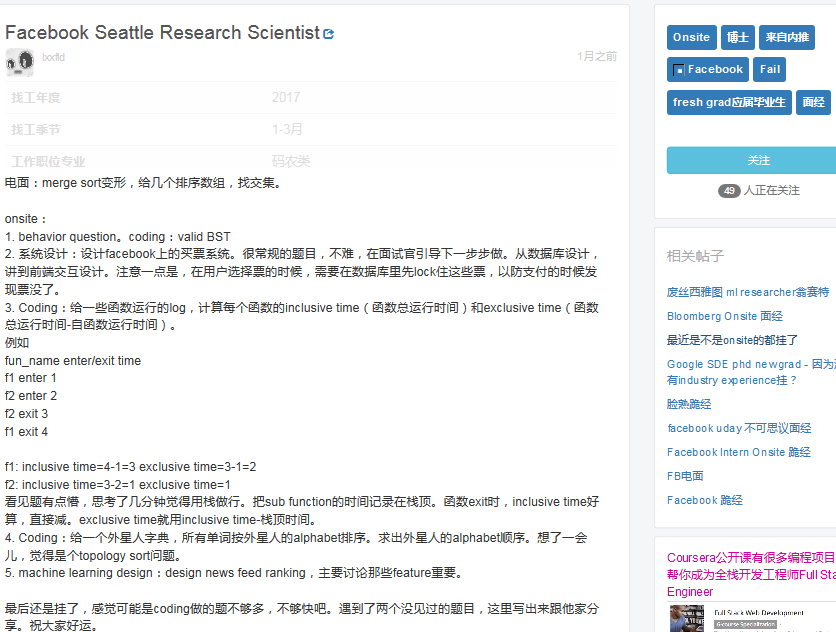 Facebook Seattle Research Scientist
bcxfld
1月之前
找工年度 2017
找工季节 1-3月
工作职位专业 码农类
电面：merge sort变形，给几个排序数组，找交集。
onsite：
1. behavior question。coding：valid BST
2. 系统设计：设计facebook上的买票系统。很常规的题目，不难，在面试官引导下一步步做。从数据库设计，
讲到前端交互设计。注意一点是，在用户选择票的时候，需要在数据库里先lock住这些票，以防支付的时候发
现票没了。
3. Coding：给一些函数运行的log，计算每个函数的inclusive time（函数总运行时间）和exclusive time（函数
总运行时间-自函数运行时间）。
例如
fun_name enter/exit time
f1 enter 1
f2 enter 2
f2 exit 3
f1 exit 4
f1: inclusive time=4-1=3 exclusive time=3-1=2
f2: inclusive time=3-2=1 exclusive time=1
看见题有点懵，思考了几分钟觉得用栈做行。把sub function的时间记录在栈顶。函数exit时，inclusive time好
算，直接减。exclusive time就用inclusive time-栈顶时间。
4. Coding：给一个外星人字典，所有单词按外星人的alphabet排序。求出外星人的alphabet顺序。想了一会
儿，觉得是个topology sort问题。
5. machine learning design：design news feed ranking，主要讨论那些feature重要。
最后还是挂了，感觉可能是coding做的题不够多，不够快吧。遇到了两个没见过的题目，这里写出来跟他家分
享。祝大家好运。
Onsite 博士 来自内推
Facebook Fail
fresh grad应届毕业生 面经
关注
49 人正在关注
相关帖子
废丝西雅图 ml researcher翁赛特
Bloomberg Onsite 面经
最近是不是onsite的都挂了
Google SDE phd newgrad - 因为没
有industry experience挂？
脸熟跪经
facebook uday 不可思议面经
Facebook Intern Onsite 跪经
FB电面
Facebook 跪经
Coursera公开课有很多编程项目
帮你成为全栈开发工程师Full Sta
Engineer
Full Stack Web Development
6-course Specialization